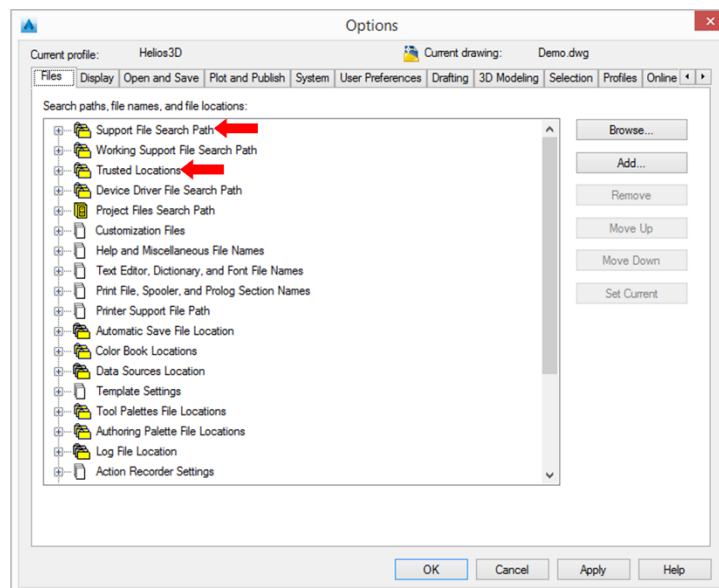 Options
Current profile: Helios3D Current drawing: Demo.dwg
Files Display Open and Save Plot and Publish System User Preferences Drafting 3D Modeling Selection Profiles Online
Search paths, file names, and file locations:
Support File Search Path
Working Support File Search Path
Trusted Locations
Device Driver File Search Path
Project Files Search Path
Customization Files
Help and Miscellaneous File Names
Text Editor, Dictionary, and Font File Names
Print File, Spooler, and Prolog Section Names
Printer Support File Path
Automatic Save File Location
Color Book Locations
Data Sources Location
Template Settings
Tool Palettes File Locations
Authoring Palette File Locations
Log File Location
Action Recorder Settings
Browse...
Add...
Remove
Move Up
Move Down
Set Current
OK Cancel Apply Help